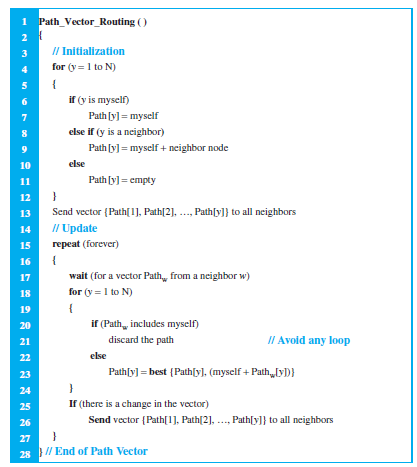 1 Path_Vector_Routing ( )
2 {
3 // Initialization
4 for (y = 1 to N)
5 {
6 if (y is myself)
7 Path[y] = myself
8 else if (y is a neighbor)
9 Path[y] = myself + neighbor node
10 else
11 Path[y] = empty
12 }
13 Send vector {Path[1], Path[2], …, Path[y]} to all neighbors
14 // Update
15 repeat (forever)
16 {
17 wait (for a vector Pathw from a neighbor w)
18 for (y = 1 to N)
19 {
20 if (Pathw includes myself)
21 discard the path // Avoid any loop
22 else
23 Path[y] = best {Path[y], (myself + Pathw[y])}
24 }
25 If (there is a change in the vector)
26 Send vector {Path[1], Path[2], …, Path[y]} to all neighbors
27 }
28 } // End of Path Vector